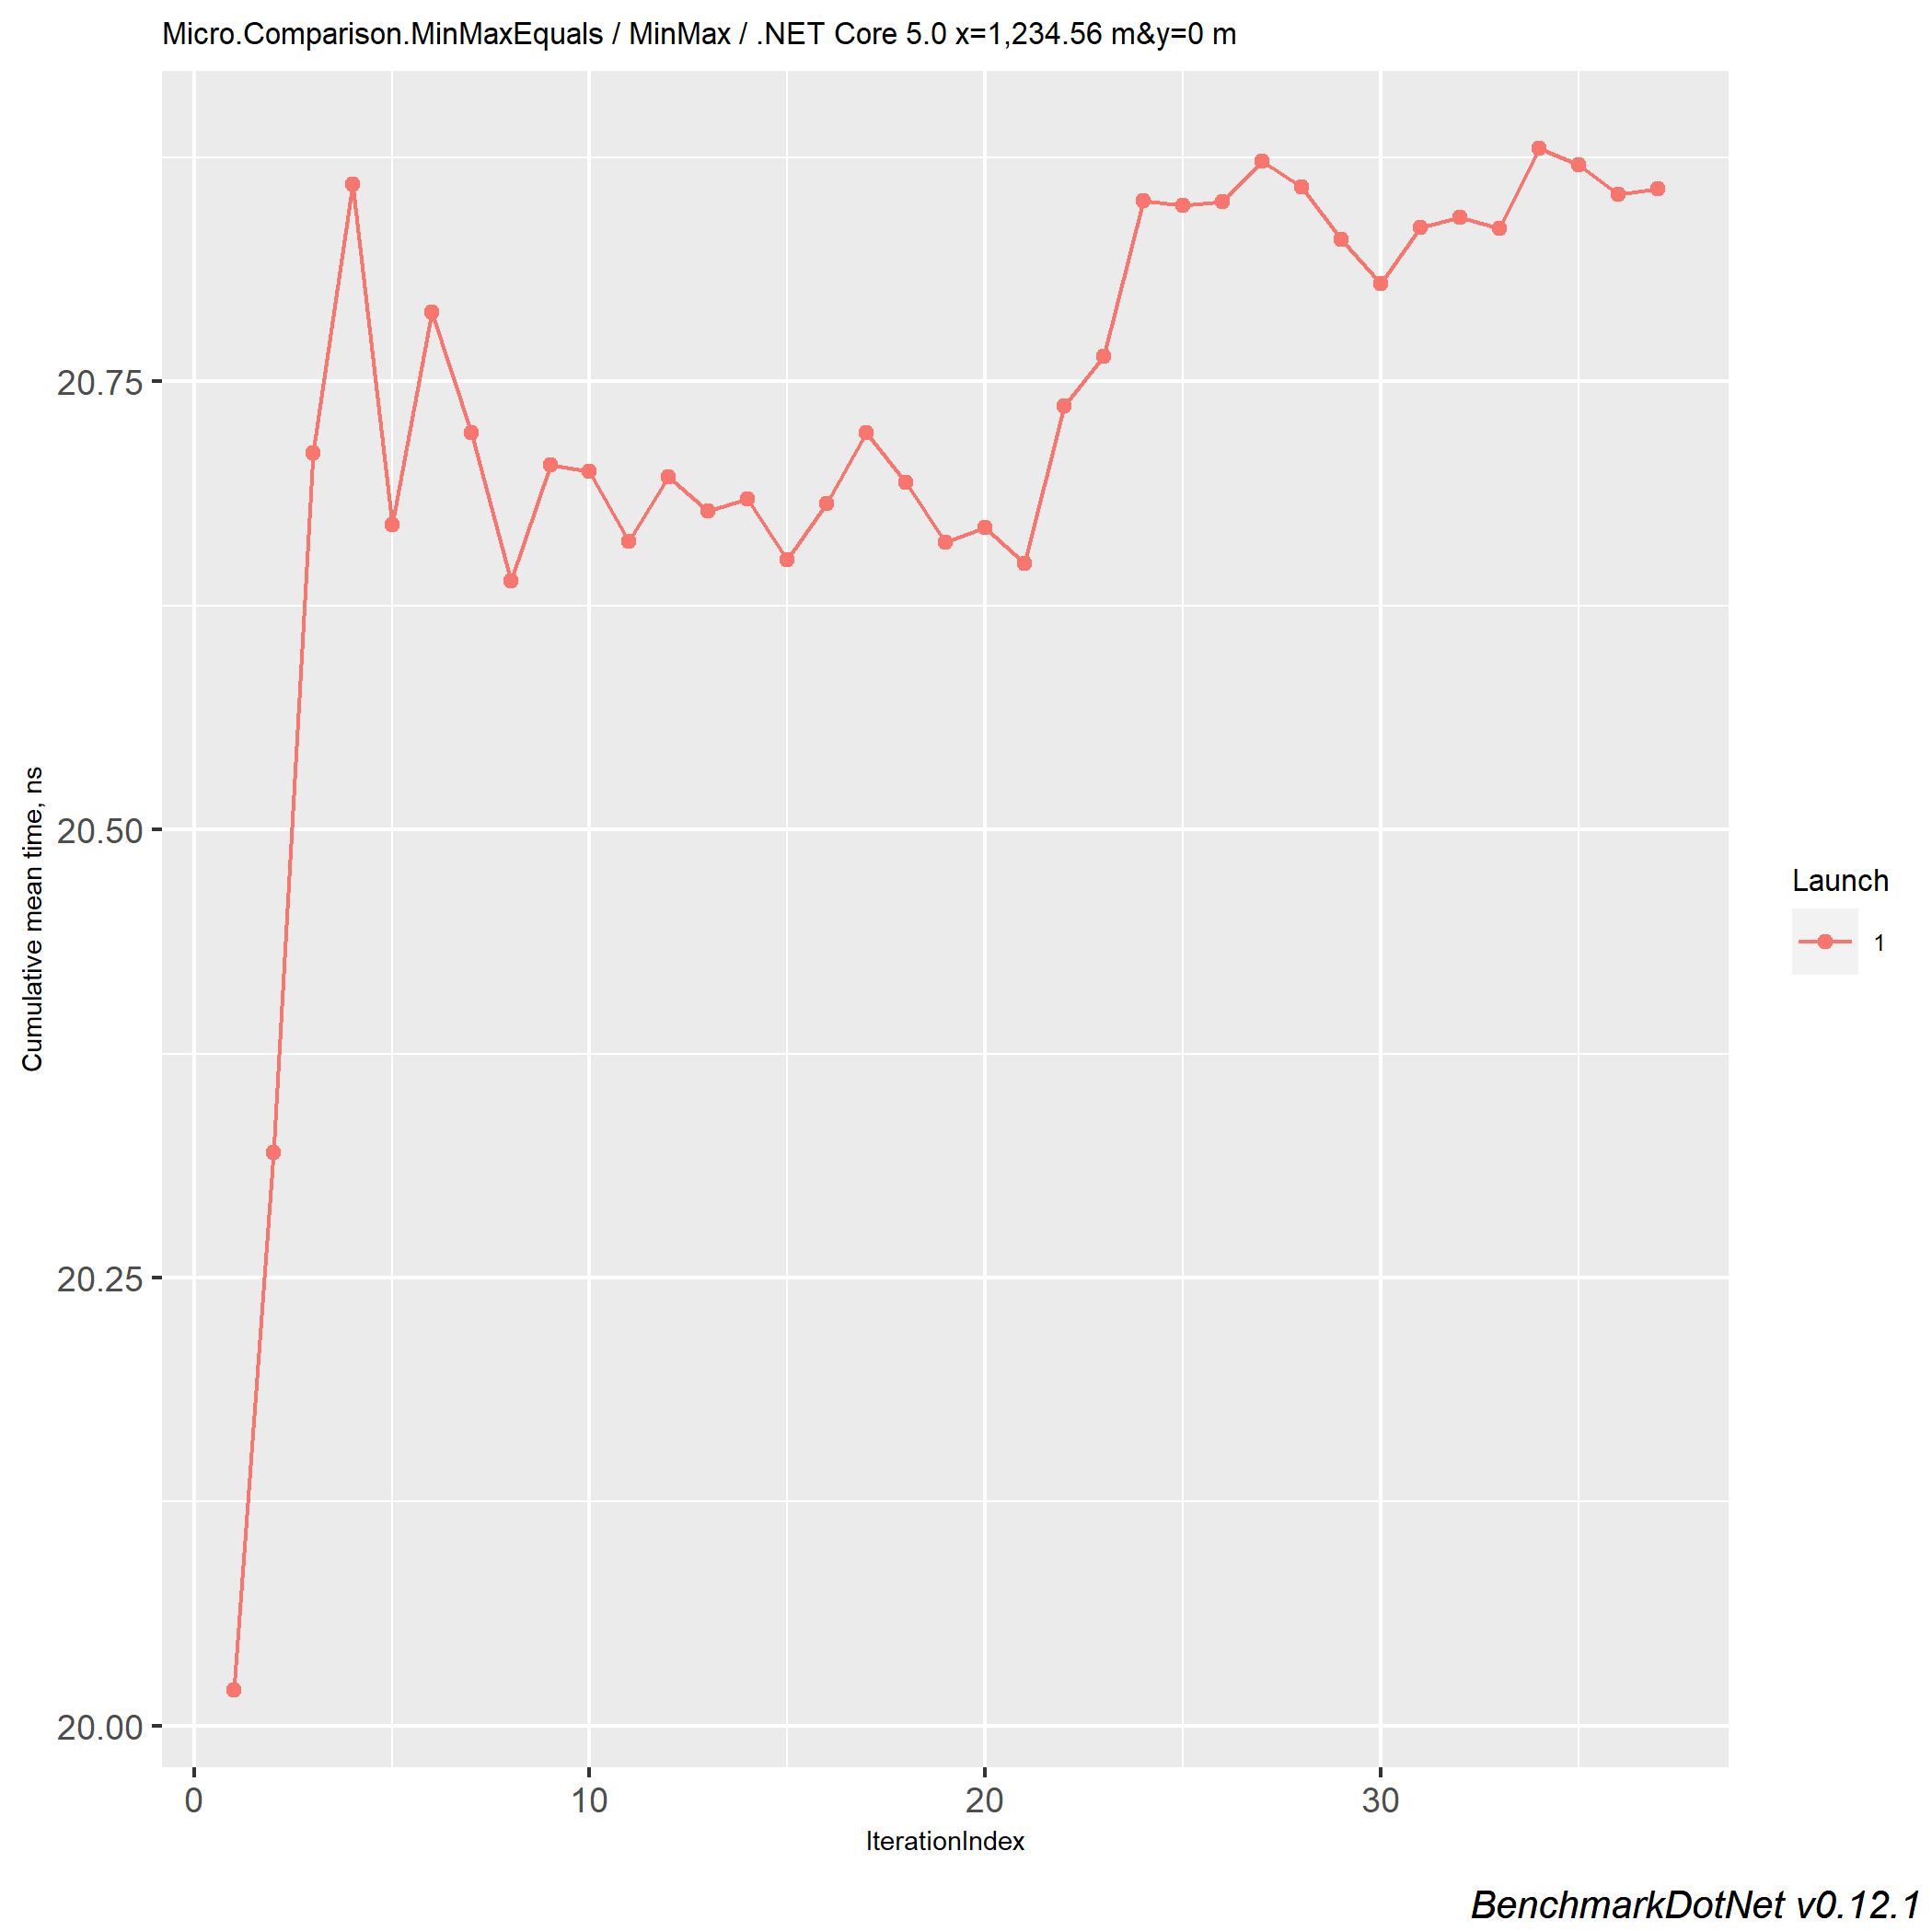 Micro.Comparison.MinMaxEquals / MinMax / .NET Core 5.0 x=1,234.56 m&y=0 m
Cumulative mean time, ns
20.75
20.50
20.25
20.00
0 10 20 30
IterationIndex
Launch
1
BenchmarkDotNet v0.12.1